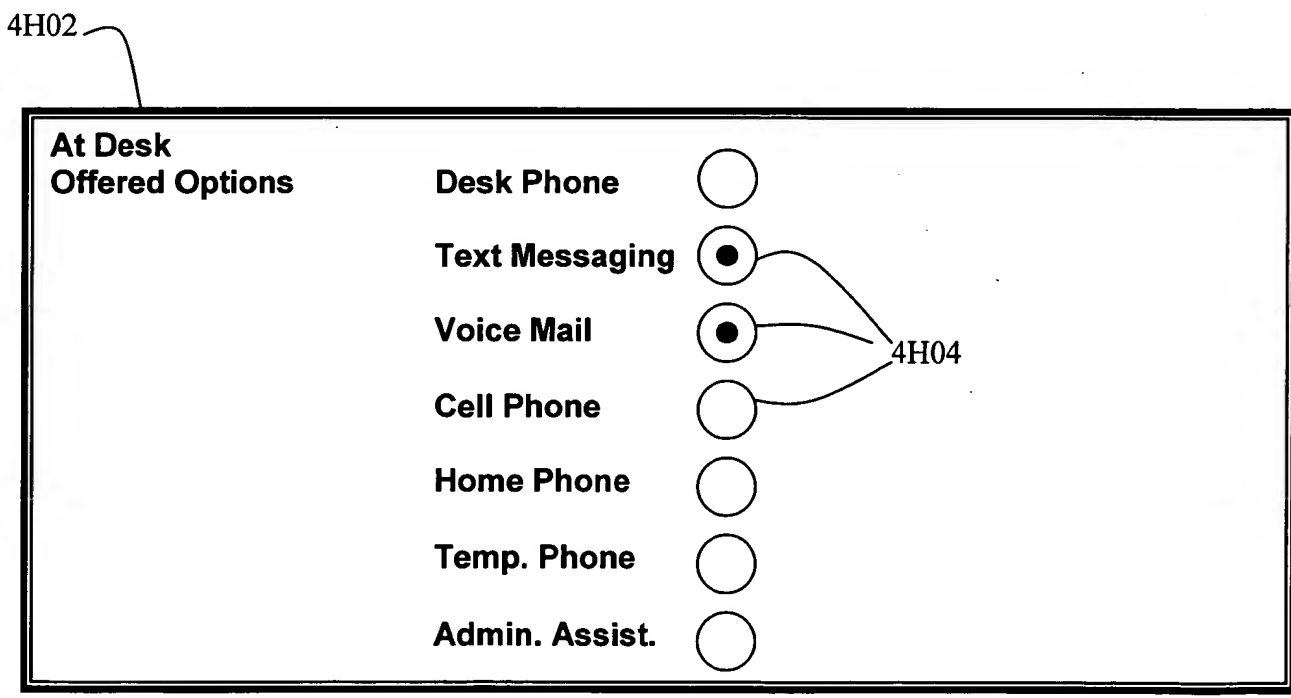 4H02
At Desk
Offered Options
Desk Phone
Text Messaging
Voice Mail
4H04
Cell Phone
Home Phone
Temp. Phone
Admin. Assist.